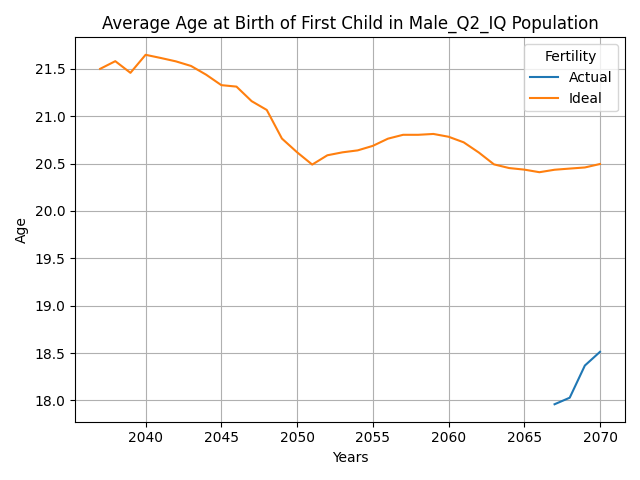 Average Age at Birth of First Child in Male_Q2_IQ Population
Fertility
Actual
Ideal
21.5
21.0
20.5
20.0
19.5
19.0
18.5
18.0
Age
2040 2045 2050 2055 2060 2065 2070
Years